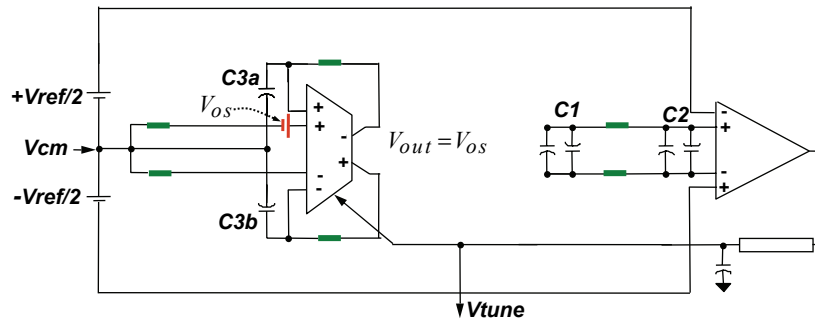 C3a
+Vref/2
Vos
C1
C2
Vout = Vos
Vcm
-Vref/2
C3b
Vtune
+
+
-
+
-
-
-
+
-
+